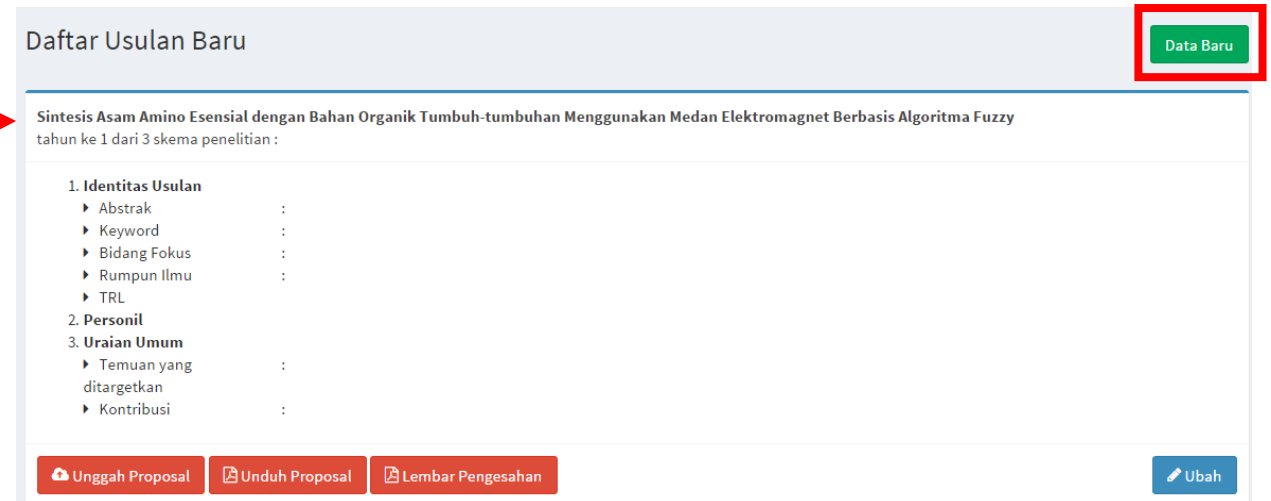 Daftar Usulan Baru
Data Baru
Sintesis Asam Amino Esensial dengan Bahan Organik Tumbuh-tumbuhan Menggunakan Medan Elektromagnet Berbasis Algoritma Fuzzy
tahun ke 1 dari 3 skema penelitian :
1. Identitas Usulan
Abstrak :
Keyword :
Bidang Fokus :
Rumpun Ilmu :
TRL
2. Personil
3. Uraian Umum
Temuan yang :
ditargetkan
Kontribusi :
Unggah Proposal
Unduh Proposal
Lembar Pengesahan
Ubah